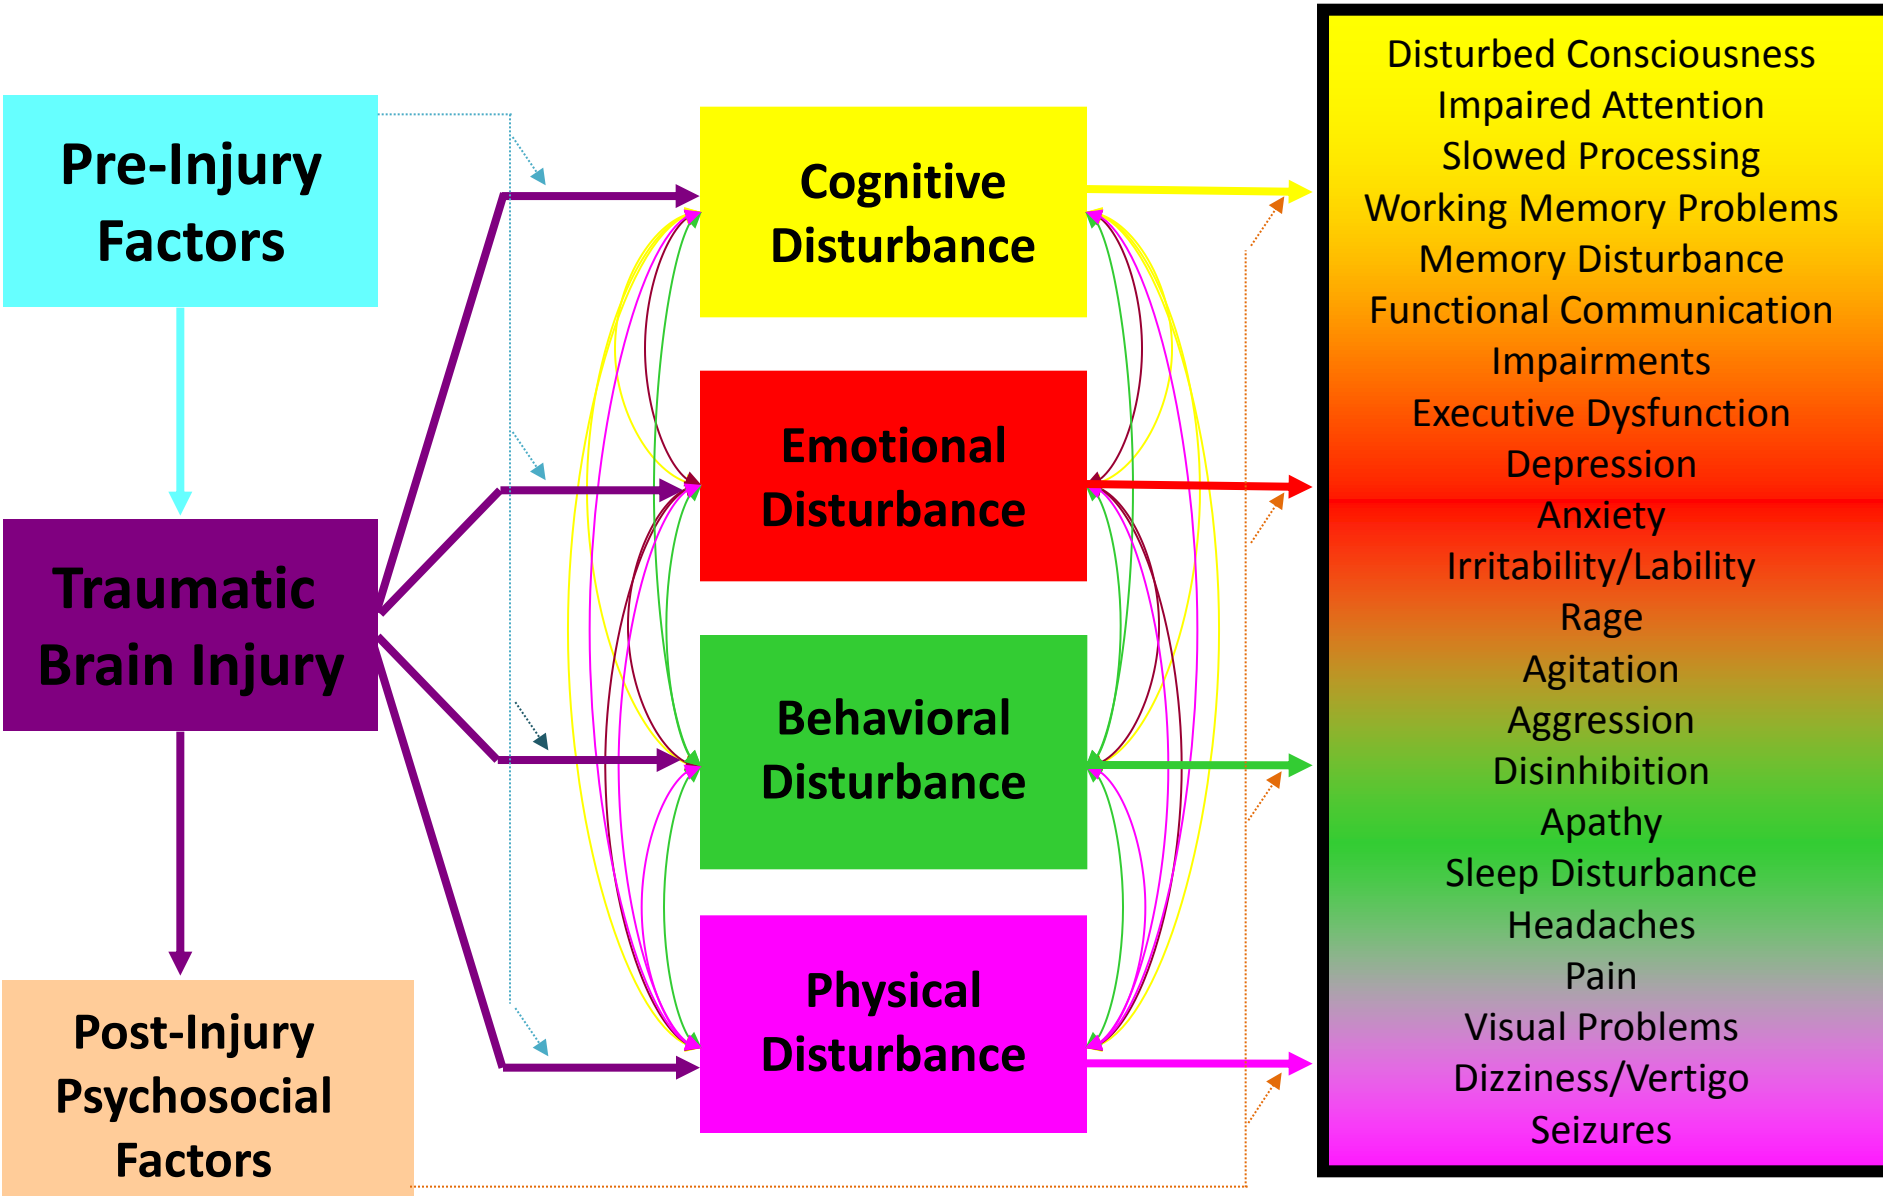 Pre-Injury
Factors
Traumatic
Brain Injury
Post-Injury
Psychosocial
Factors
Cognitive
Disturbance
Emotional
Disturbance
Behavioral
Disturbance
Physical
Disturbance
Disturbed Consciousness
Impaired Attention
Slowed Processing
Working Memory Problems
Memory Disturbance
Functional Communication
Impairments
Executive Dysfunction
Depression
Anxiety
Irritability/Lability
Rage
Agitation
Aggression
Disinhibition
Apathy
Sleep Disturbance
Headaches
Pain
Visual Problems
Dizziness/Vertigo
Seizures